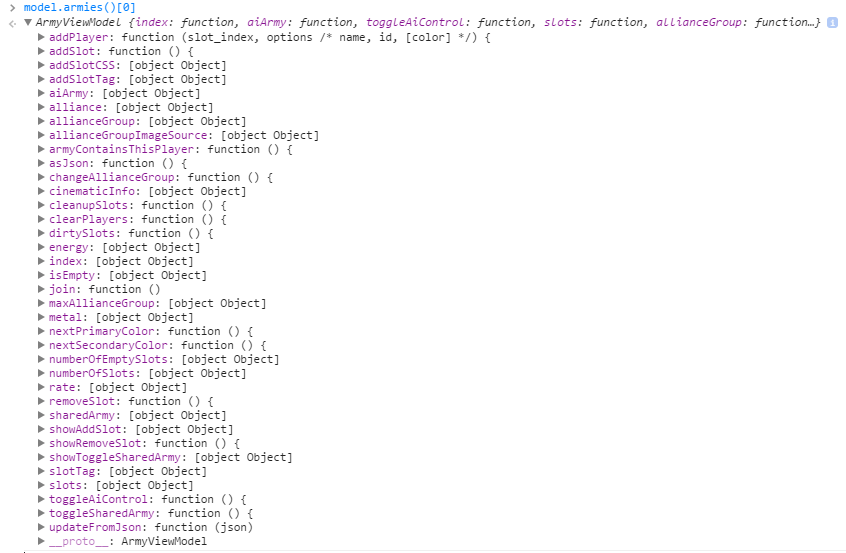 model.armies()[0]
ArmyViewModel {index: function, aiArmy: function, toggleAiControl: function, slots: function, allianceGroup: function…}
addPlayer: function (slot_index, options /* name, id, [color] */) {
addSlot: function () {
addSlotCSS: [object Object]
addSlotTag: [object Object]
aiArmy: [object Object]
alliance: [object Object]
allianceGroup: [object Object]
allianceGroupImageSource: [object Object]
armyContainsThisPlayer: function () {
asJson: function () {
changeAllianceGroup: function () {
cinematicInfo: [object Object]
cleanupSlots: function () {
clearPlayers: function () {
dirtySlots: function () {
energy: [object Object]
index: [object Object]
isEmpty: [object Object]
join: function ()
maxAllianceGroup: [object Object]
metal: [object Object]
nextPrimaryColor: function () {
nextSecondaryColor: function () {
numberOfEmptySlots: [object Object]
numberOfSlots: [object Object]
rate: [object Object]
removeSlot: function () {
sharedArmy: [object Object]
showAddSlot: [object Object]
showRemoveSlot: function () {
showToggleSharedArmy: [object Object]
slotTag: [object Object]
slots: [object Object]
toggleAiControl: function () {
toggleSharedArmy: function () {
updateFromJson: function (json)
__proto__: ArmyViewModel